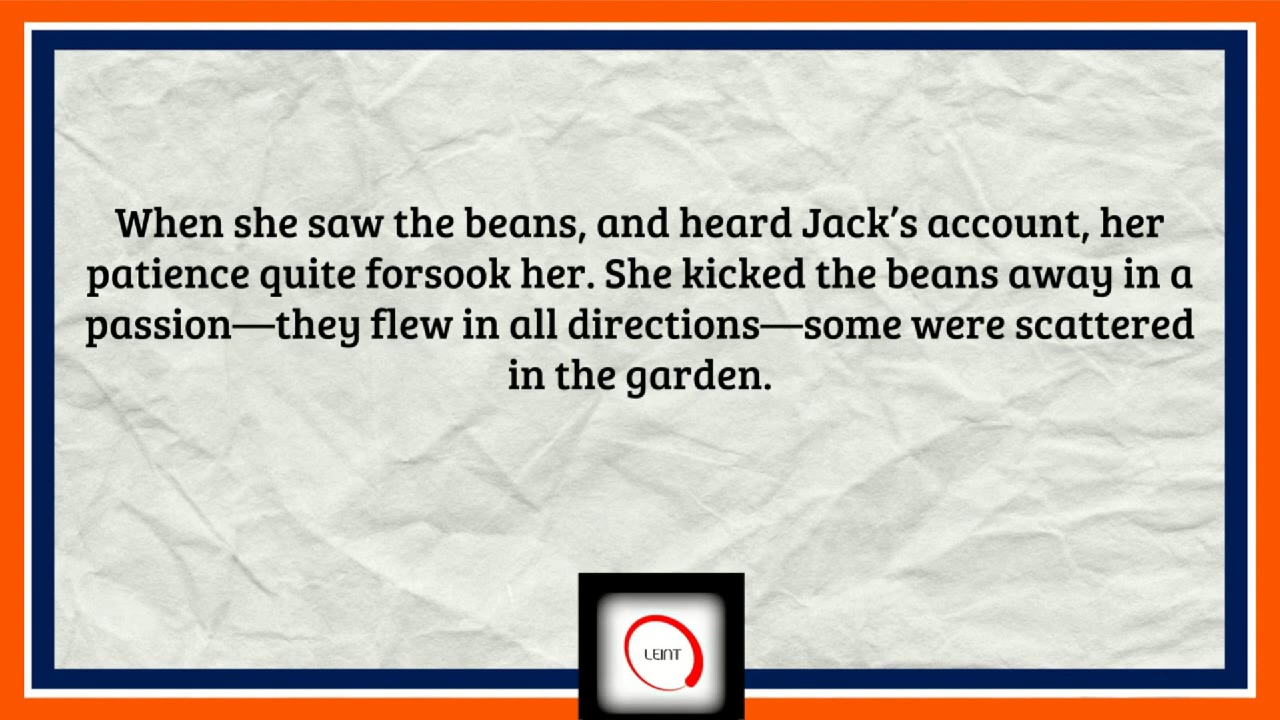 When she saw the beans, and heard Jack’s account, her
patience quite forsook her. She kicked the beans away in a
passion—they flew in all directions—some were scattered
in the garden.
LEINT